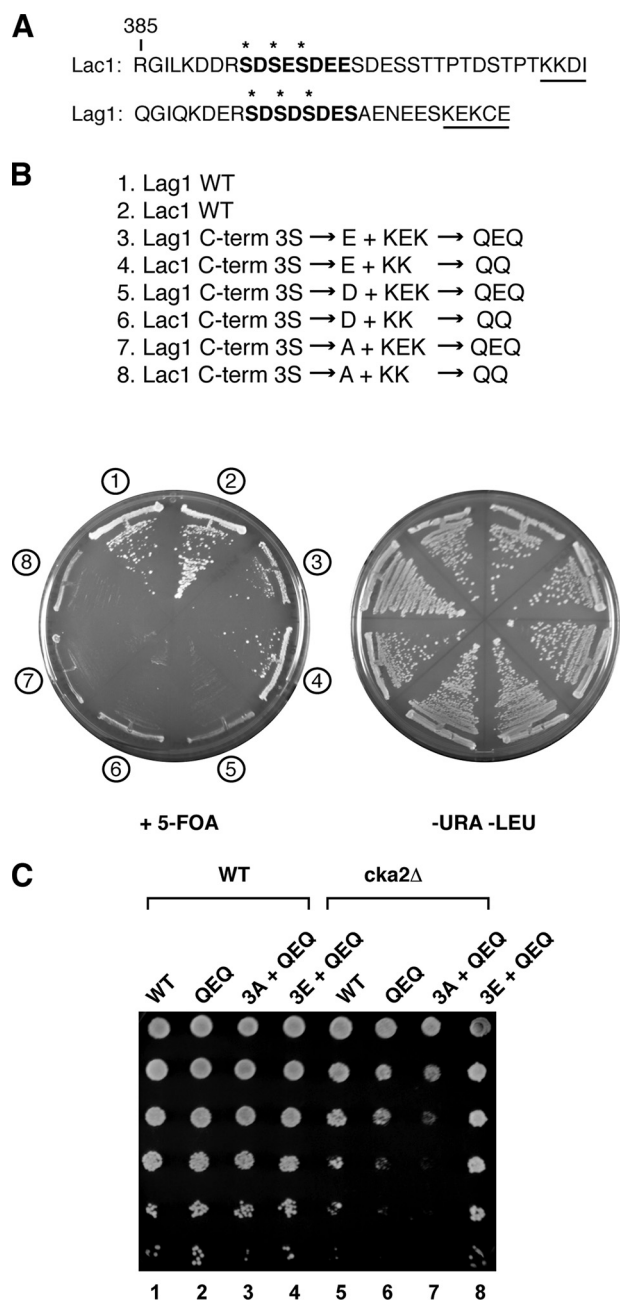 A
385
* * *
Lac1: RGILKDDRSDSESDEESDESSTTPTDSTPTKKDI
* * *
Lag1: QGIQKDERSDSDSDESAENEESKEKCE
B
1. Lag1 WT
2. Lac1 WT
3. Lag1 C-term 3S → E + KEK → QEQ
4. Lac1 C-term 3S → E + KK → QQ
5. Lag1 C-term 3S → D + KEK → QEQ
6. Lac1 C-term 3S → D + KK → QQ
7. Lag1 C-term 3S → A + KEK → QEQ
8. Lac1 C-term 3S → A + KK → QQ
1 2
8 3
7 4
6 5
+ 5-FOA -URA -LEU
C
WT cka2Δ
WT QEQ 3A + QEQ 3E + QEQ WT QEQ 3A + QEQ 3E + QEQ
1 2 3 4 5 6 7 8